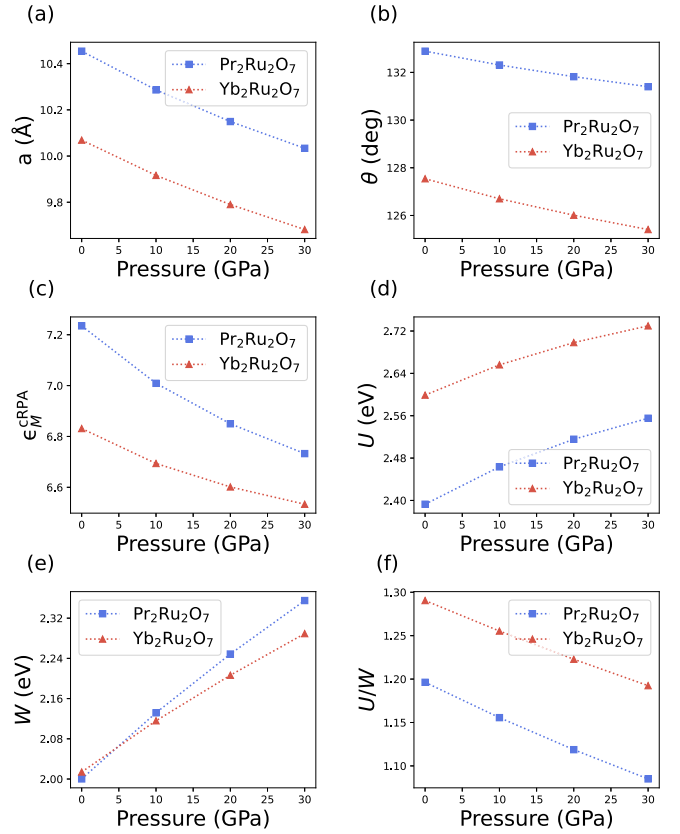 (a)
10.4
10.2
10.0
9.8
a (Å)
Pr₂Ru₂O₇
Yb₂Ru₂O₇
0 5 10 15 20 25 30
Pressure (GPa)
(b)
132
130
128
126
θ (deg)
Pr₂Ru₂O₇
Yb₂Ru₂O₇
0 5 10 15 20 25 30
Pressure (GPa)
(c)
7.2
7.0
6.8
6.6
ϵ_M^cRPA
Pr₂Ru₂O₇
Yb₂Ru₂O₇
0 5 10 15 20 25 30
Pressure (GPa)
(d)
2.72
2.64
2.56
2.48
2.40
U (eV)
Pr₂Ru₂O₇
Yb₂Ru₂O₇
0 5 10 15 20 25 30
Pressure (GPa)
(e)
2.32
2.24
2.16
2.08
2.00
W (eV)
Pr₂Ru₂O₇
Yb₂Ru₂O₇
0 5 10 15 20 25 30
Pressure (GPa)
(f)
1.30
1.25
1.20
1.15
1.10
U/W
Pr₂Ru₂O₇
Yb₂Ru₂O₇
0 5 10 15 20 25 30
Pressure (GPa)